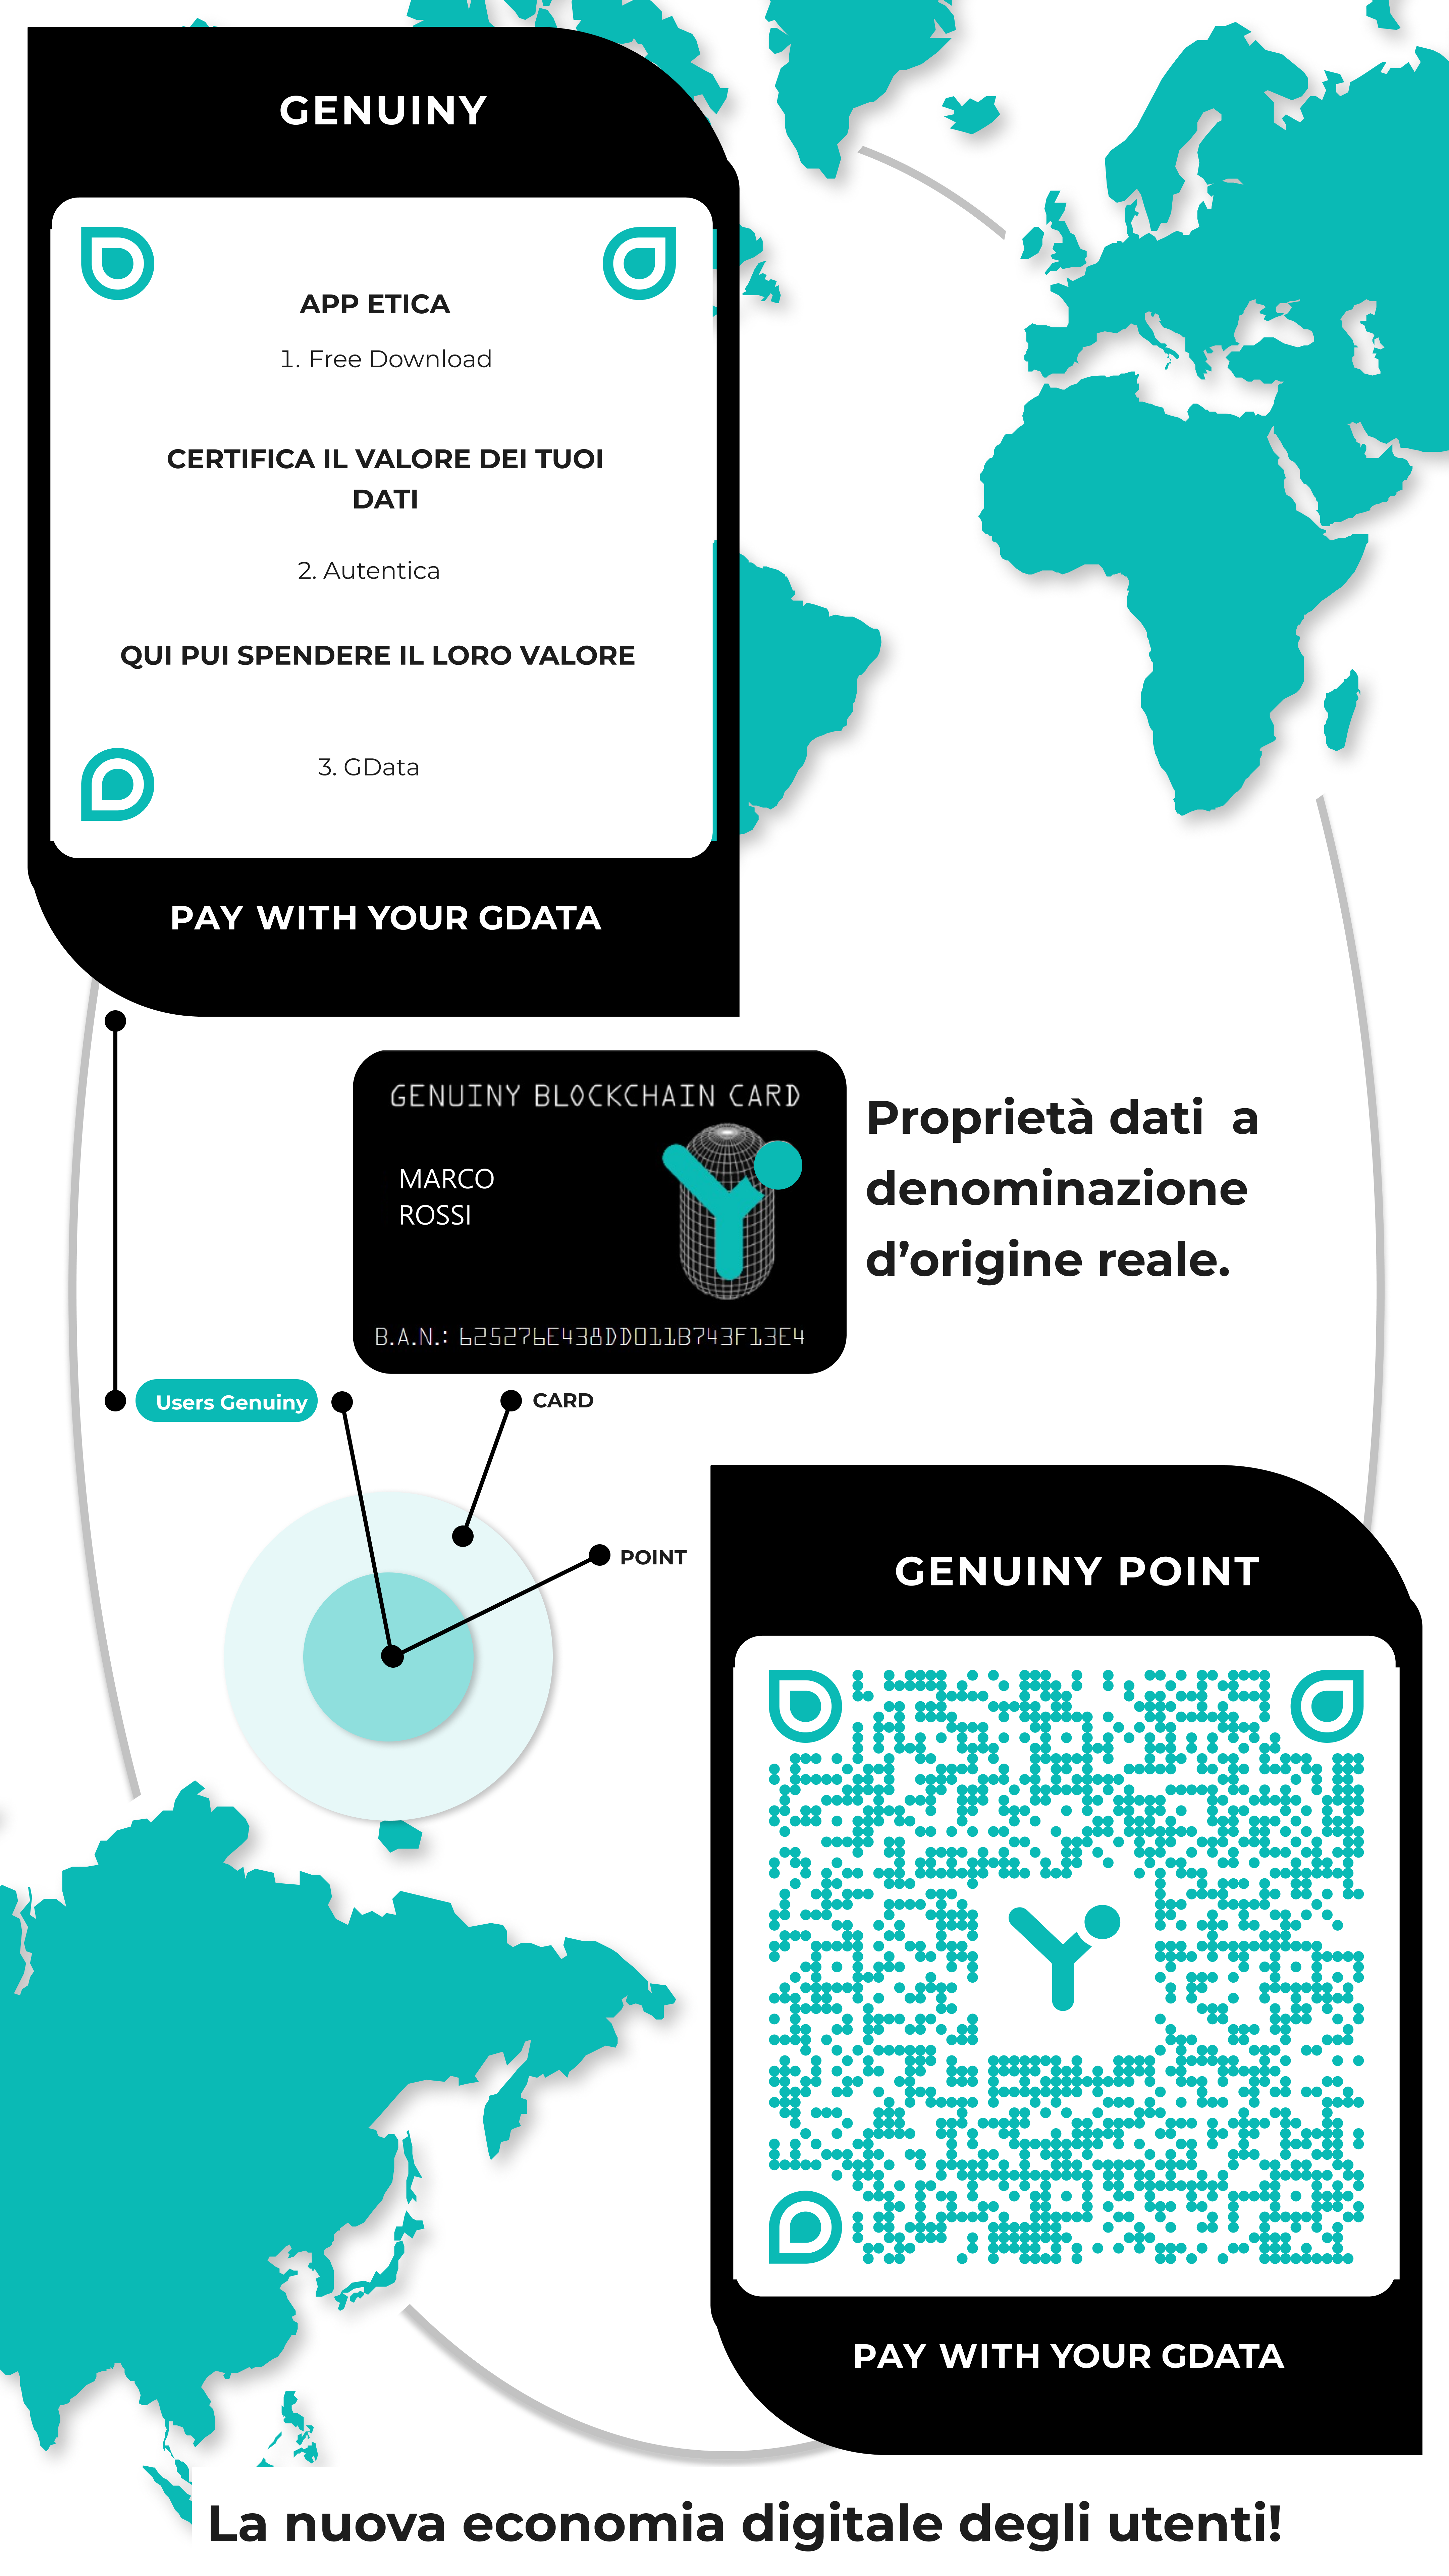 GENUINY
APP ETICA
1. Free Download
CERTIFICA IL VALORE DEI TUOI
DATI
2. Autentica
QUI PUI SPENDERE IL LORO VALORE
3. GData
PAY WITH YOUR GDATA
GENUINY BLOCKCHAIN CARD
MARCO
ROSSI
B.A.N.: 625276E438DD011B743F13E4
Proprietà dati a
denominazione
d’origine reale.
Users Genuiny
CARD
POINT
GENUINY POINT
PAY WITH YOUR GDATA
La nuova economia digitale degli utenti!